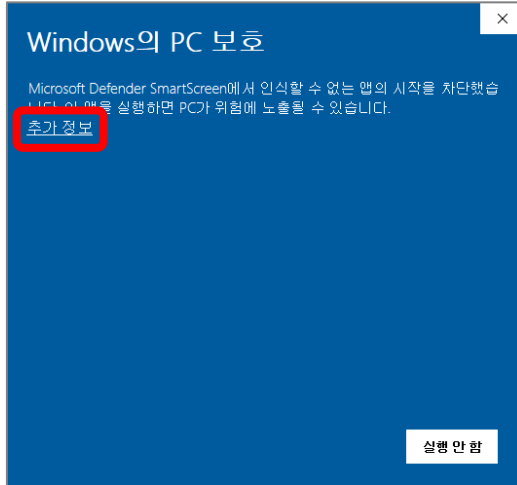 Windows의 PC 보호
Microsoft Defender SmartScreen에서 인식할 수 없는 앱의 시작을 차단했습
니다. 이 앱을 실행하면 PC가 위험에 노출될 수 있습니다.
추가 정보
실행 안 함